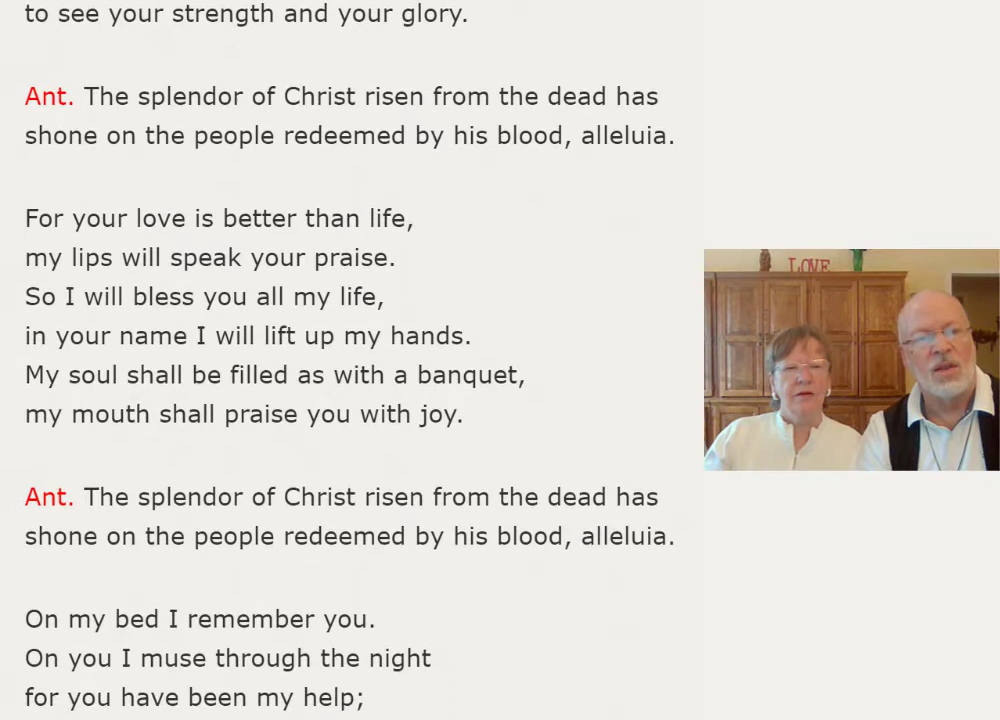 to see your strength and your glory.
Ant. The splendor of Christ risen from the dead has
shone on the people redeemed by his blood, alleluia.
For your love is better than life,
my lips will speak your praise.
So I will bless you all my life,
in your name I will lift up my hands.
My soul shall be filled as with a banquet,
my mouth shall praise you with joy.
LOVE
Ant. The splendor of Christ risen from the dead has
shone on the people redeemed by his blood, alleluia.
On my bed I remember you.
On you I muse through the night
for you have been my help;